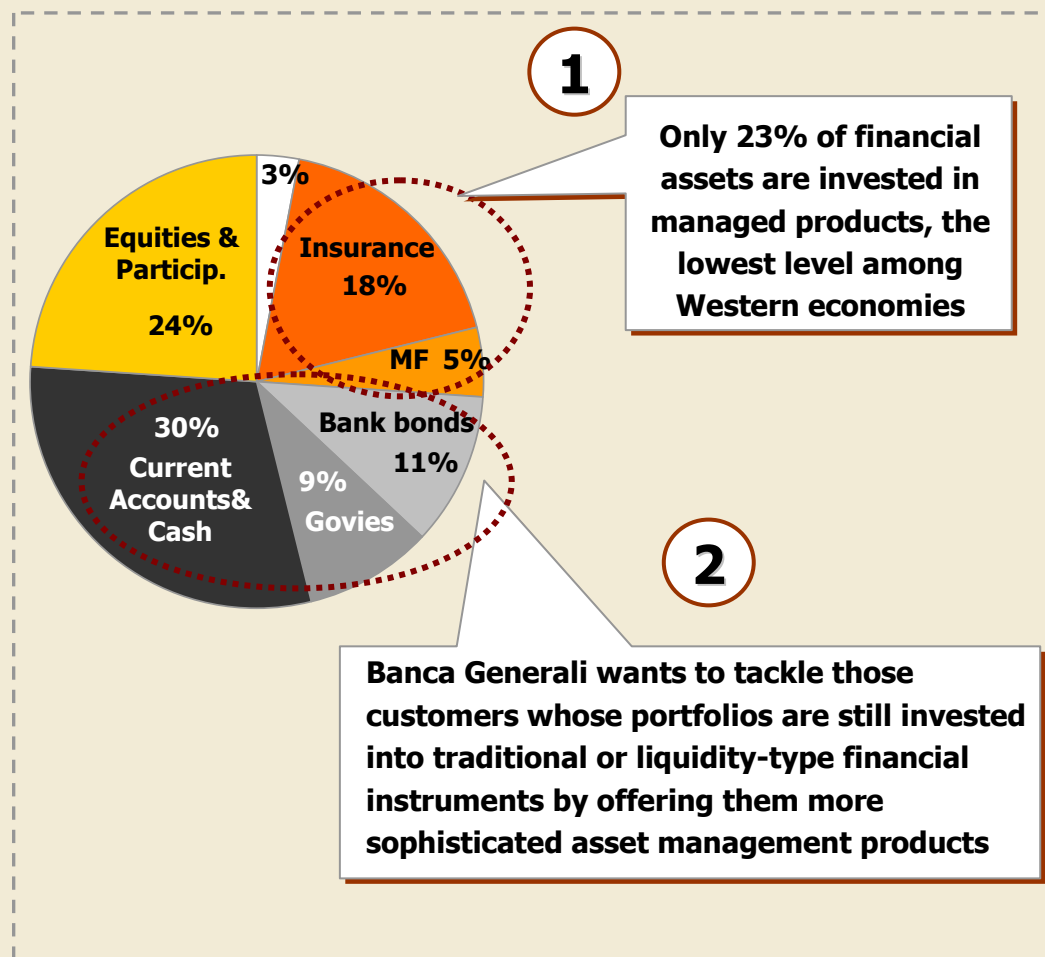 1
Only 23% of financial
assets are invested in
managed products, the
lowest level among
Western economies
3%
Equities &
Particip.
24%
Insurance
18%
MF 5%
Bank bonds
11%
9%
Govies
30%
Current
Accounts&
Cash
2
Banca Generali wants to tackle those
customers whose portfolios are still invested
into traditional or liquidity-type financial
instruments by offering them more
sophisticated asset management products